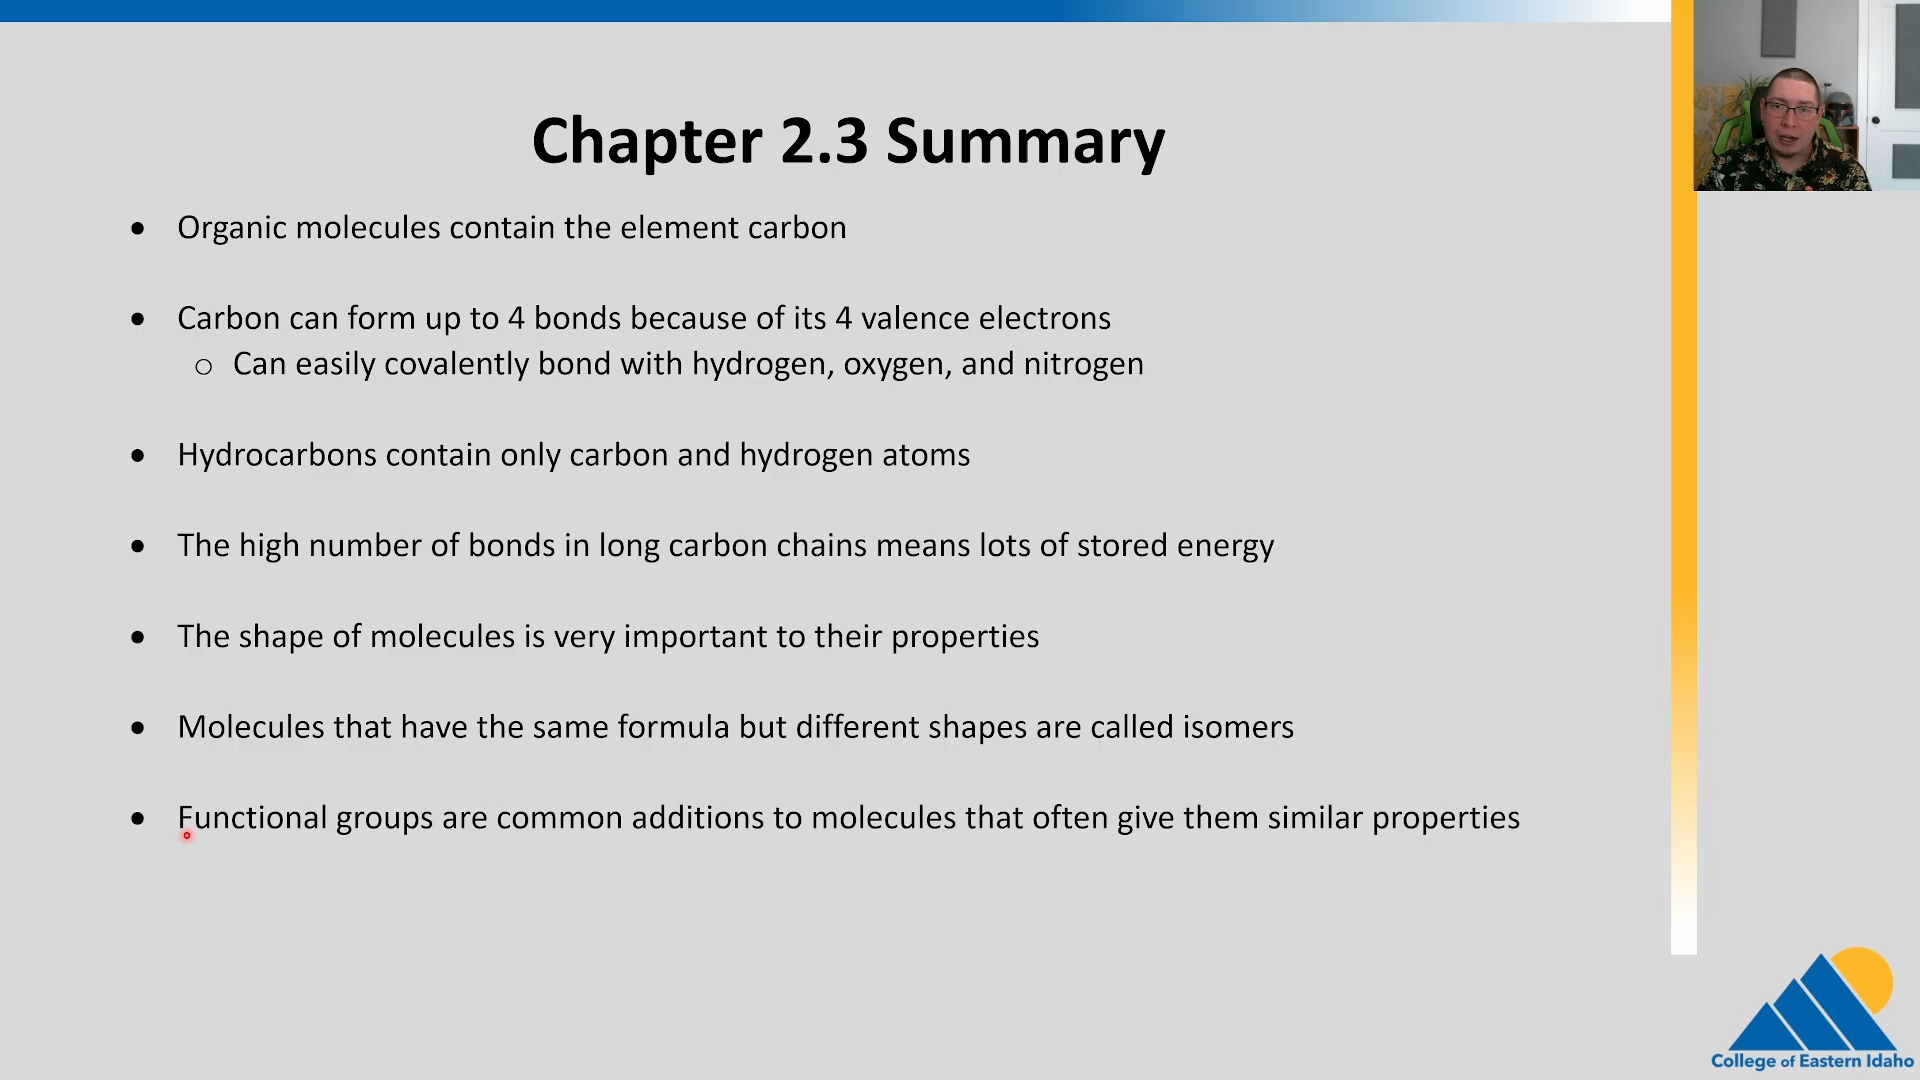 Chapter 2.3 Summary
• Organic molecules contain the element carbon
• Carbon can form up to 4 bonds because of its 4 valence electrons
o Can easily covalently bond with hydrogen, oxygen, and nitrogen
• Hydrocarbons contain only carbon and hydrogen atoms
• The high number of bonds in long carbon chains means lots of stored energy
• The shape of molecules is very important to their properties
• Molecules that have the same formula but different shapes are called isomers
• Functional groups are common additions to molecules that often give them similar properties
College of Eastern Idaho